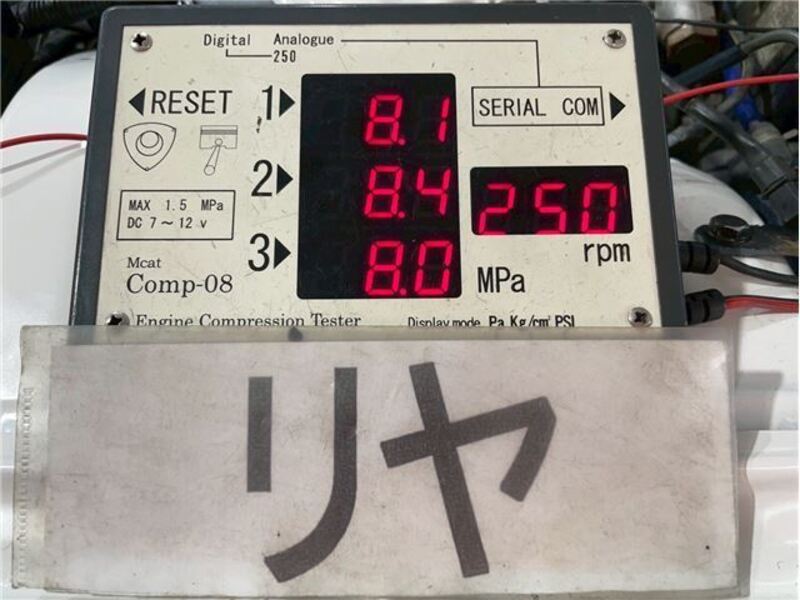 Digital Analogue
250
◀RESET 1▶ 8.1 SERIAL COM ▶
2▶ 8.4 250
MAX 1.5 MPa
DC 7～12 v
rpm
3▶ 8.0 MPa
Mcat
Comp-08
Engine Compression Tester Display mode Pa Kg/cm² PSI
リヤ